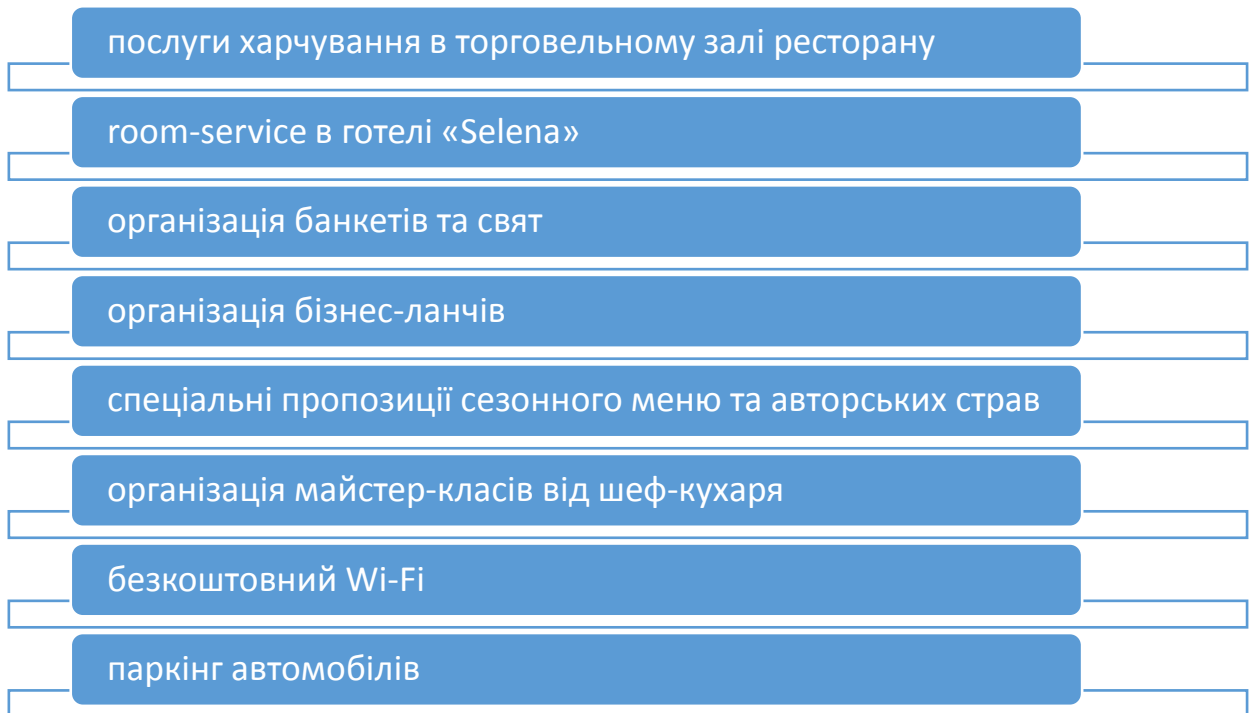 послуги харчування в торговельному залі ресторану
room-service в готелі «Selena»
організація банкетів та свят
організація бізнес-ланчів
спеціальні пропозиції сезонного меню та авторських страв
організація майстер-класів від шеф-кухаря
безкоштовний Wi-Fi
паркінг автомобілів